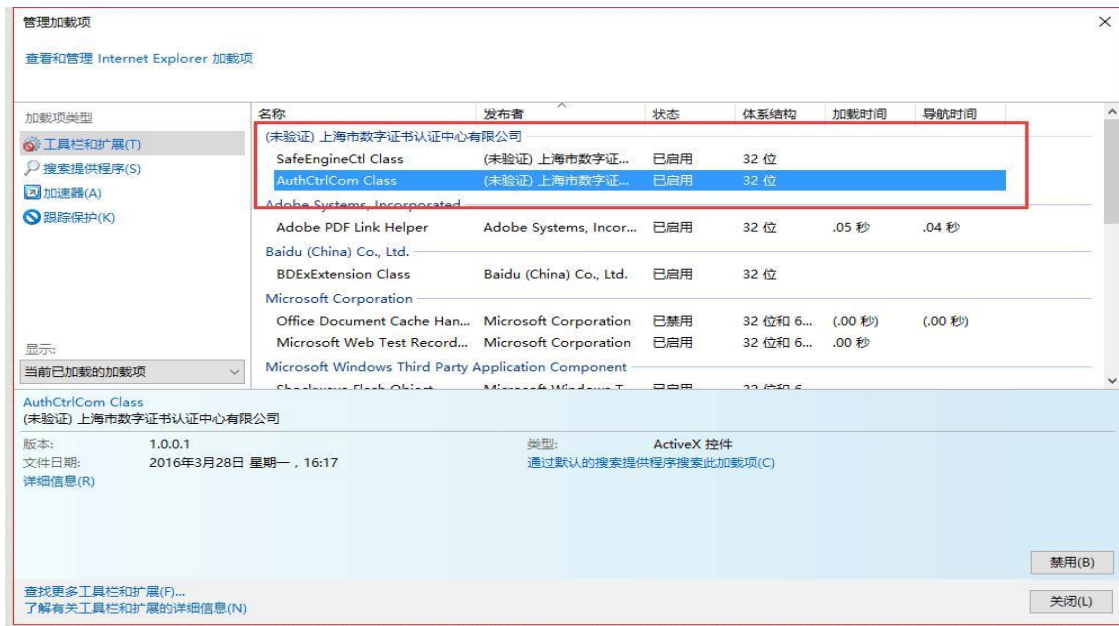 管理加载项
查看和管理 Internet Explorer 加载项
加载项类型
工具栏和扩展(T)
搜索提供程序(S)
加速器(A)
跟踪保护(K)
显示:
当前已加载的加载项
名称 发布者 状态 体系结构 加载时间 导航时间
(未验证) 上海市数字证书认证中心有限公司
SafeEngineCtl Class (未验证) 上海市数字证... 已启用 32 位
AuthCtrlCom Class (未验证) 上海市数字证... 已启用 32 位
Adobe Systems, Incorporated
Adobe PDF Link Helper Adobe Systems, Incor... 已启用 32 位 .05 秒 .04 秒
Baidu (China) Co., Ltd.
BDExExtension Class Baidu (China) Co., Ltd. 已启用 32 位
Microsoft Corporation
Office Document Cache Han... Microsoft Corporation 已禁用 32 位和 6... (.00 秒) (.00 秒)
Microsoft Web Test Record... Microsoft Corporation 已启用 32 位和 6... .00 秒
Microsoft Windows Third Party Application Component
Shockwave Flash Object Microsoft Windows T... 已启用 32 位和 6...
AuthCtrlCom Class
(未验证) 上海市数字证书认证中心有限公司
版本: 1.0.0.1 类型: ActiveX 控件
文件日期: 2016年3月28日 星期一，16:17 通过默认的搜索提供程序搜索此加载项(C)
详细信息(R)
禁用(B)
查找更多工具栏和扩展(F)...
了解有关工具栏和扩展的详细信息(N)
关闭(L)